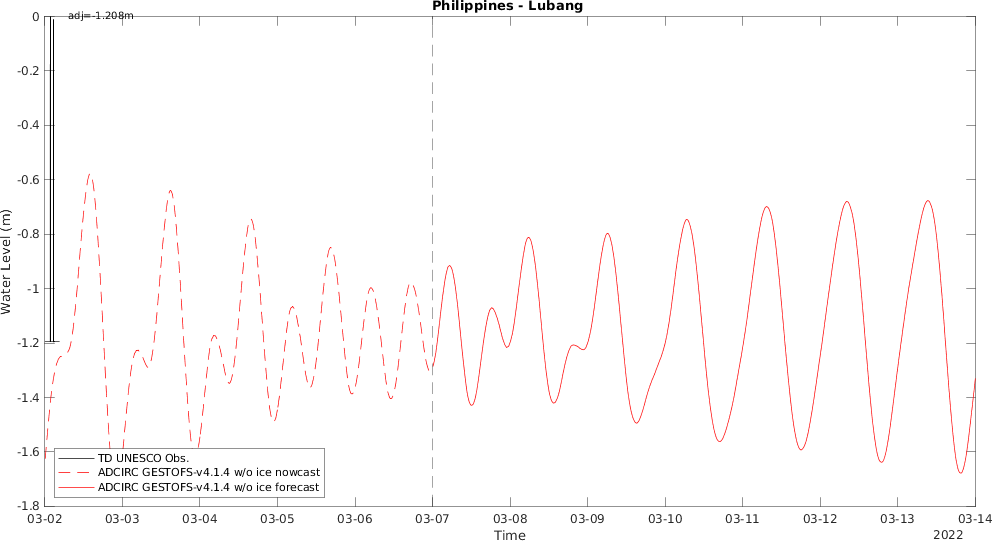 Philippines - Lubang
adj=-1.208m
Water Level (m)
0
-0.2
-0.4
-0.6
-0.8
-1
-1.2
-1.4
-1.6
-1.8
TD UNESCO Obs.
ADCIRC GESTOFS-v4.1.4 w/o ice nowcast
ADCIRC GESTOFS-v4.1.4 w/o ice forecast
03-02 03-03 03-04 03-05 03-06 03-07 03-08 03-09 03-10 03-11 03-12 03-13 03-14
Time
2022